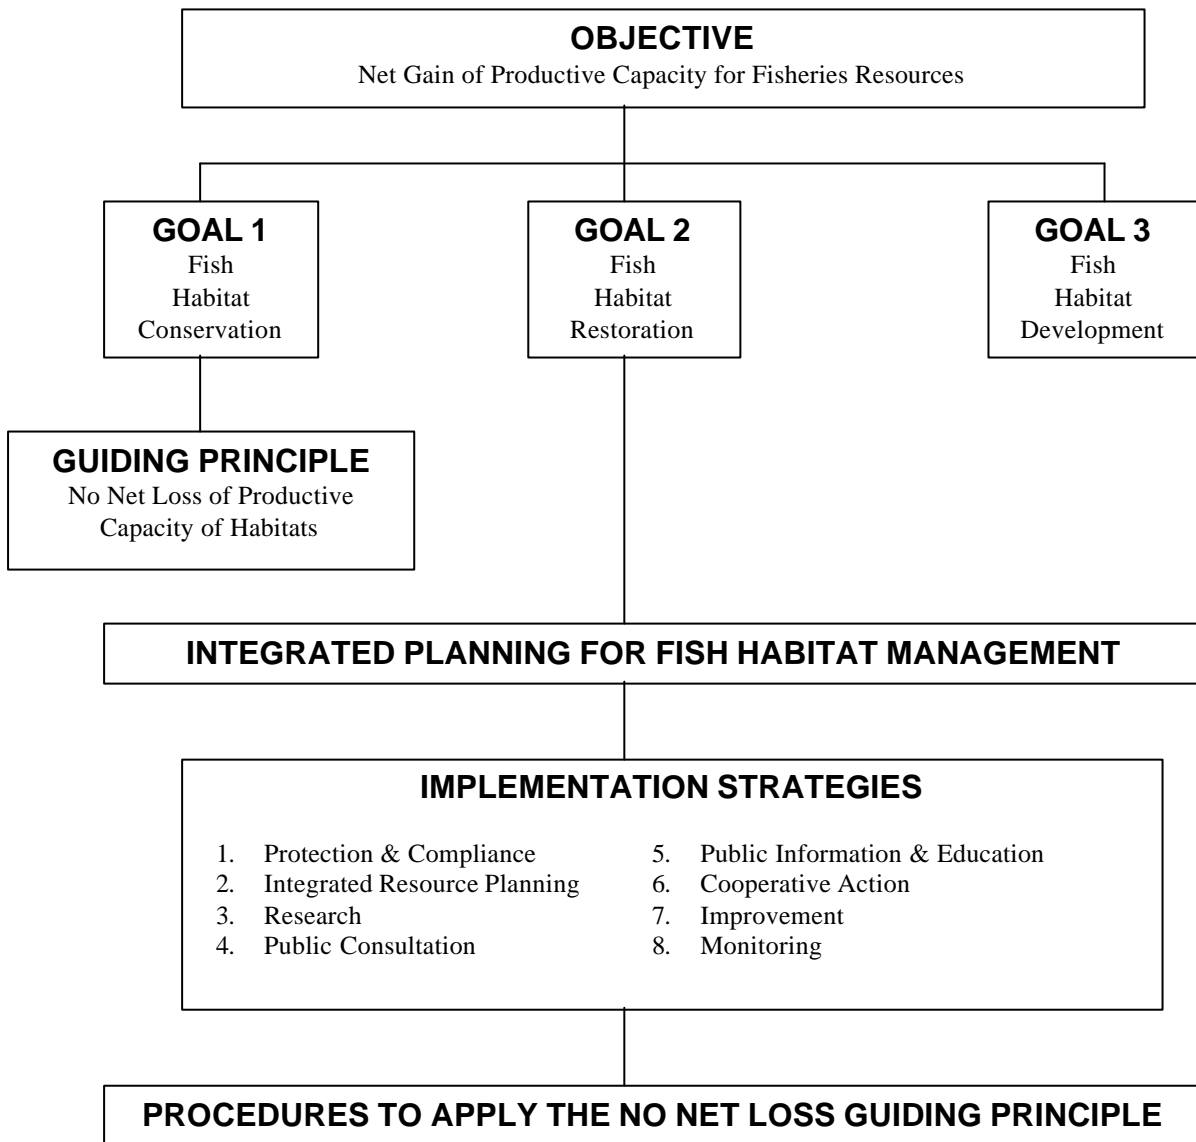 OBJECTIVE
Net Gain of Productive Capacity for Fisheries Resources
GOAL 1
Fish
Habitat
Conservation
GOAL 2
Fish
Habitat
Restoration
GOAL 3
Fish
Habitat
Development
GUIDING PRINCIPLE
No Net Loss of Productive
Capacity of Habitats
INTEGRATED PLANNING FOR FISH HABITAT MANAGEMENT
IMPLEMENTATION STRATEGIES
1. Protection & Compliance
2. Integrated Resource Planning
3. Research
4. Public Consultation
5. Public Information & Education
6. Cooperative Action
7. Improvement
8. Monitoring
PROCEDURES TO APPLY THE NO NET LOSS GUIDING PRINCIPLE